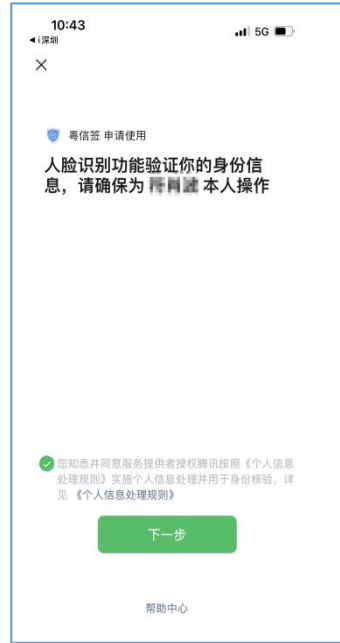 10:43
5G
i深圳
粤信签 申请使用
人脸识别功能验证你的身份信
息，请确保为 本人操作
您知悉并同意服务提供者授权腾讯按照《个人信息
处理规则》实施个人信息处理并用于身份核验，详
见 《个人信息处理规则》
下一步
帮助中心